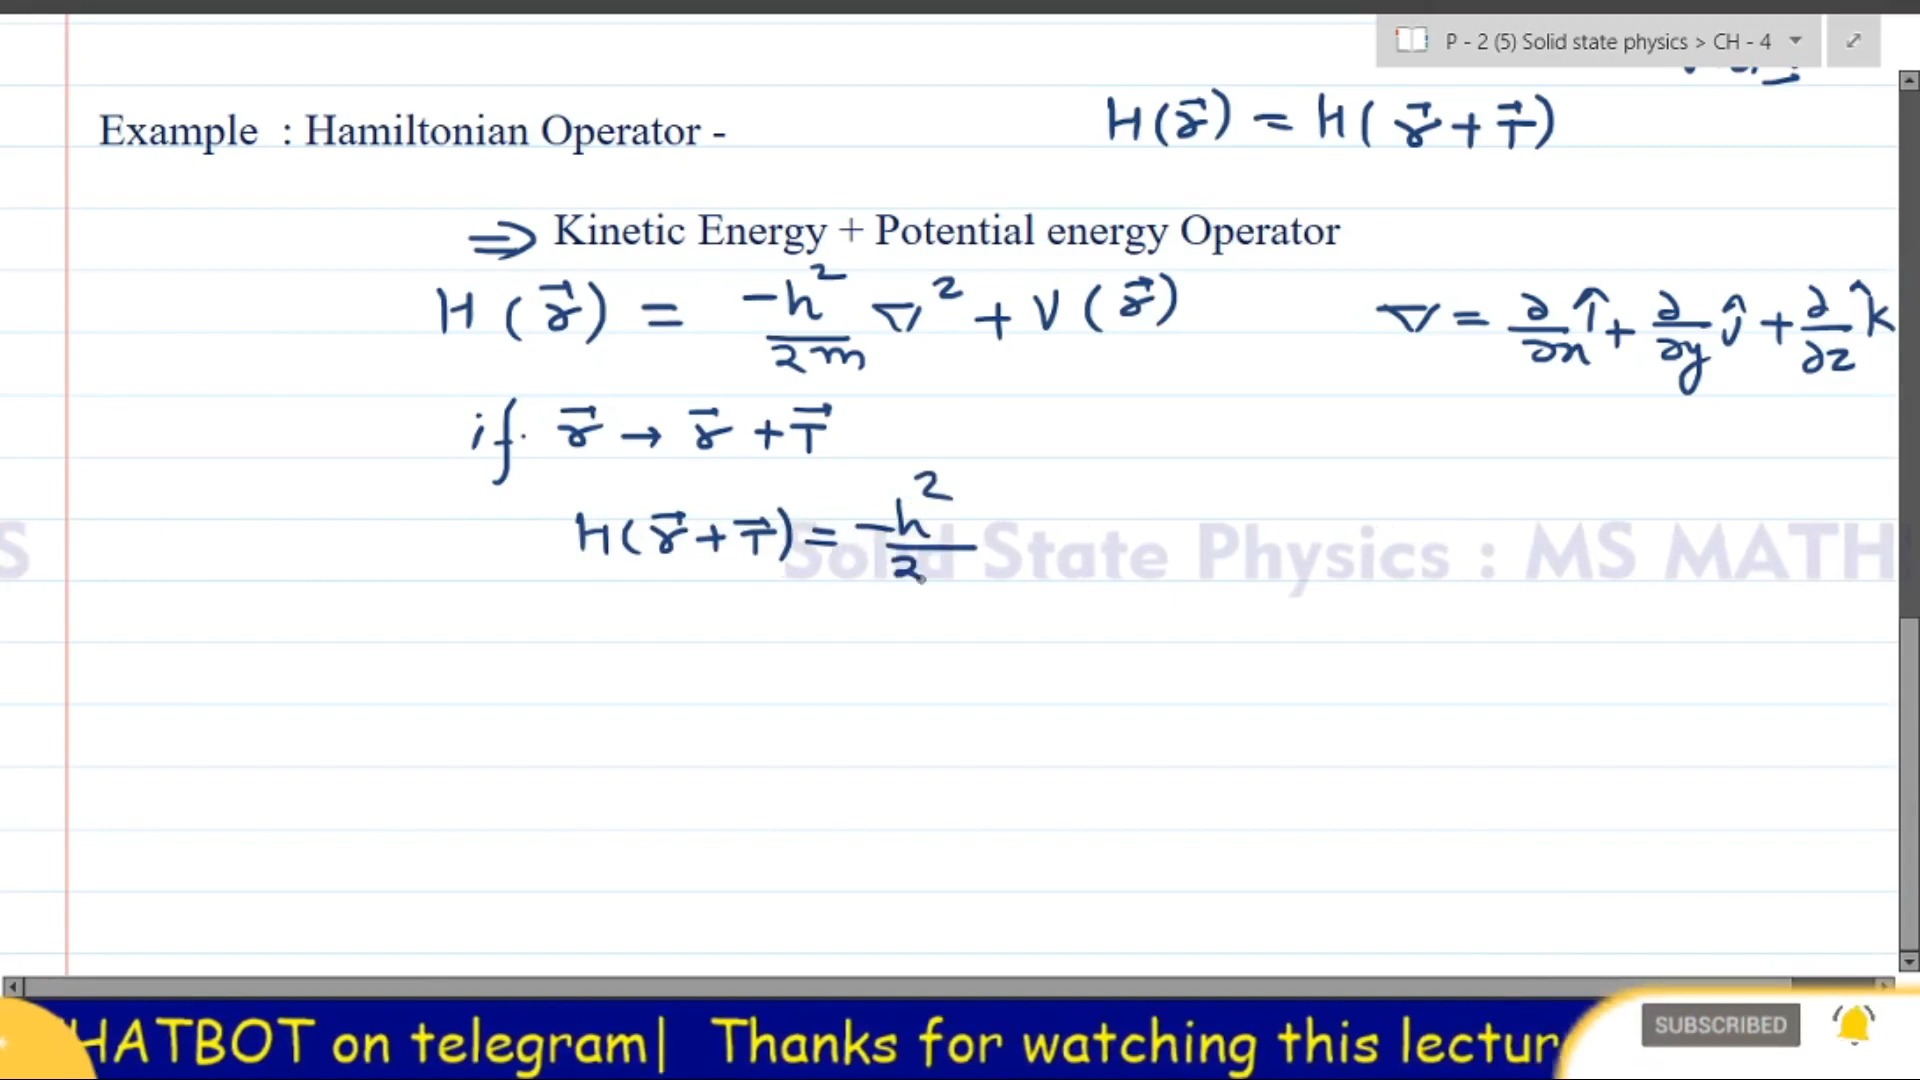 P - 2 (5) Solid state physics > CH - 4
H(r⃗) = H(r⃗+T⃗)
Example : Hamiltonian Operator -
⇒ Kinetic Energy + Potential energy Operator
H(r⃗) = -h²/2m ∇² + V(r⃗)
∇ = ∂/∂x î + ∂/∂y ĵ + ∂/∂z k̂
if r⃗ → r⃗ + T⃗
H(r⃗+T⃗) = -h²/2
S Solid State Physics : MS MATH
HATBOT on telegram| Thanks for watching this lectur
SUBSCRIBED